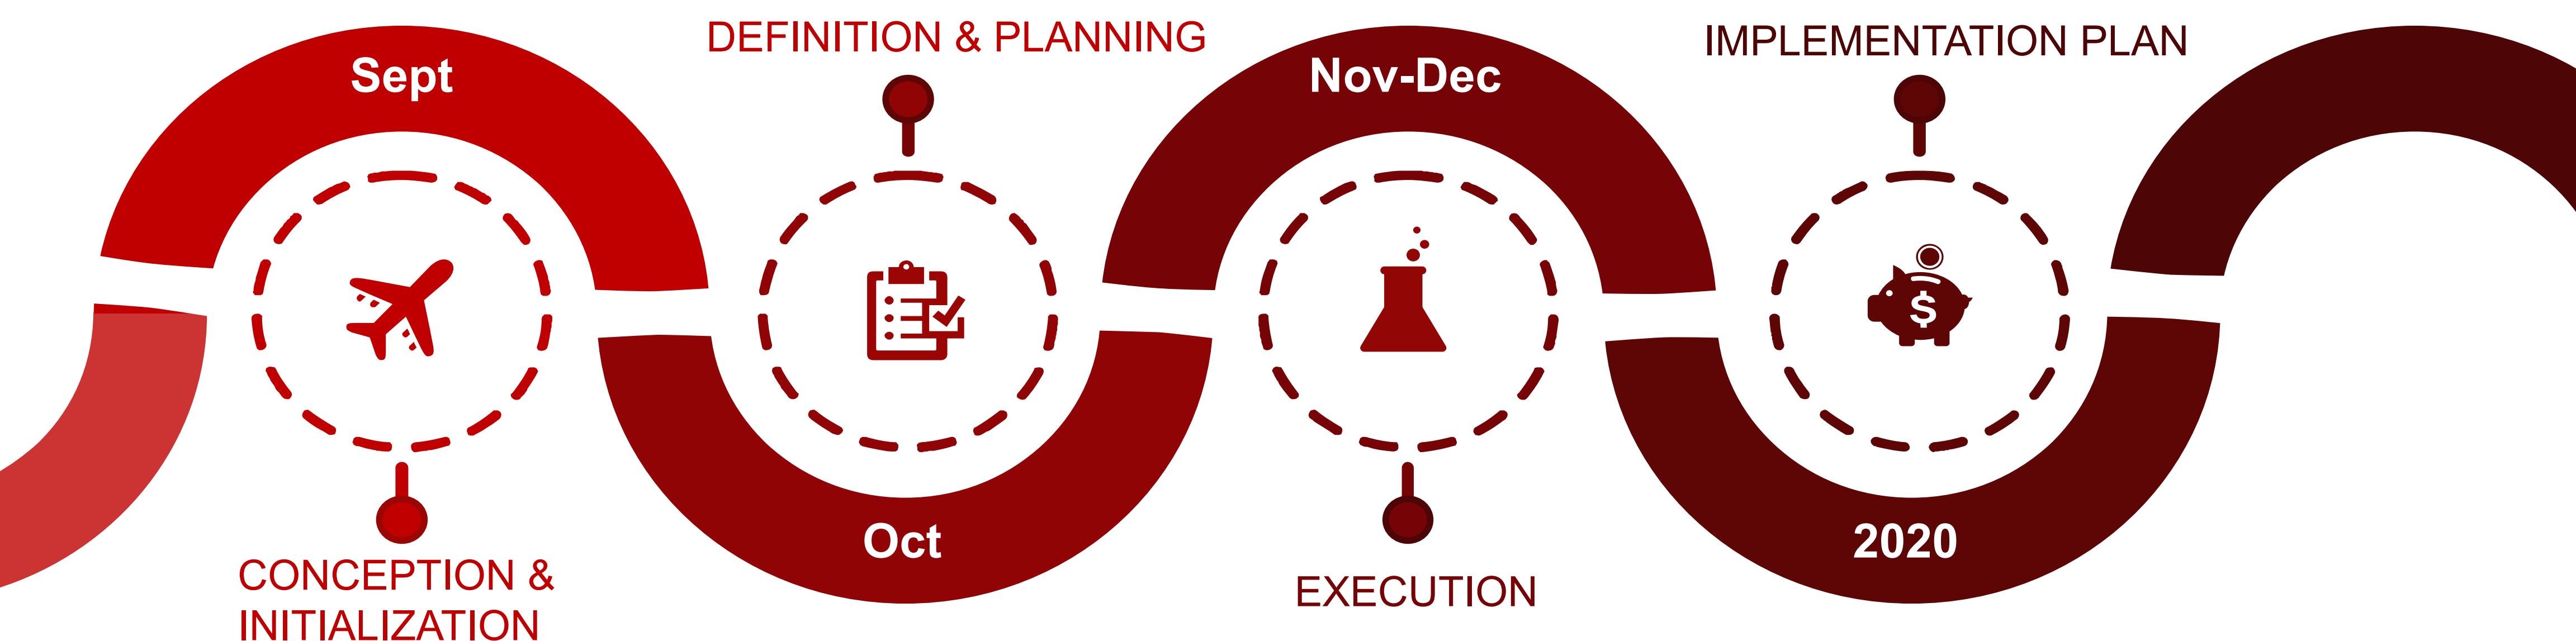 Sept
CONCEPTION &
INITIALIZATION
DEFINITION & PLANNING
Oct
Nov-Dec
EXECUTION
IMPLEMENTATION PLAN
$
2020